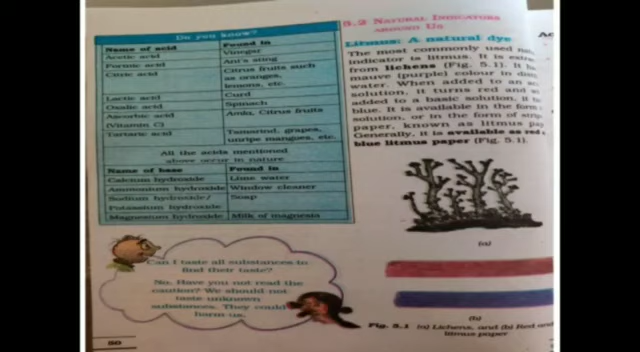 Do you know?
Name of acid Found in
Acetic acid Vinegar
Formic acid Ant's sting
Citric acid Citrus fruits such
as oranges,
lemons, etc.
Lactic acid Curd
Oxalic acid Spinach
Ascorbic acid Amla, Citrus fruits
(Vitamin C)
Tartaric acid Tamarind, grapes,
unripe mangoes, etc.
All the acids mentioned
above occur in nature
Name of base Found in
Calcium hydroxide Lime water
Ammonium hydroxide Window cleaner
Sodium hydroxide/ Soap
Potassium hydroxide
Magnesium hydroxide Milk of magnesia
Can I taste all substances to
find their taste?
No. Have you not read the
caution? We should not
taste unknown
substances. They could
harm us.
50
5.2 NATURAL INDICATORS
AROUND US
Litmus: A natural dye
The most commonly used
indicator is litmus. It is
from lichens (Fig. 5.1). It
mauve (purple) colour in
water. When added to an
solution, it turns red and
added to a basic solution, it
blue. It is available in the form
solution, or in the form of
paper, known as litmus
Generally, it is available as red
blue litmus paper (Fig. 5.1).
(a)
(b)
Fig. 5.1 (a) Lichens, and (b) Red and
litmus paper